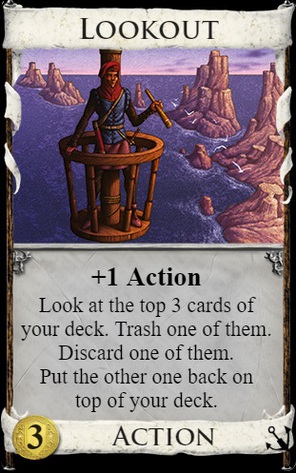 LOOKOUT
+1 Action
Look at the top 3 cards of
your deck. Trash one of them.
Discard one of them.
Put the other one back on
top of your deck.
3
ACTION